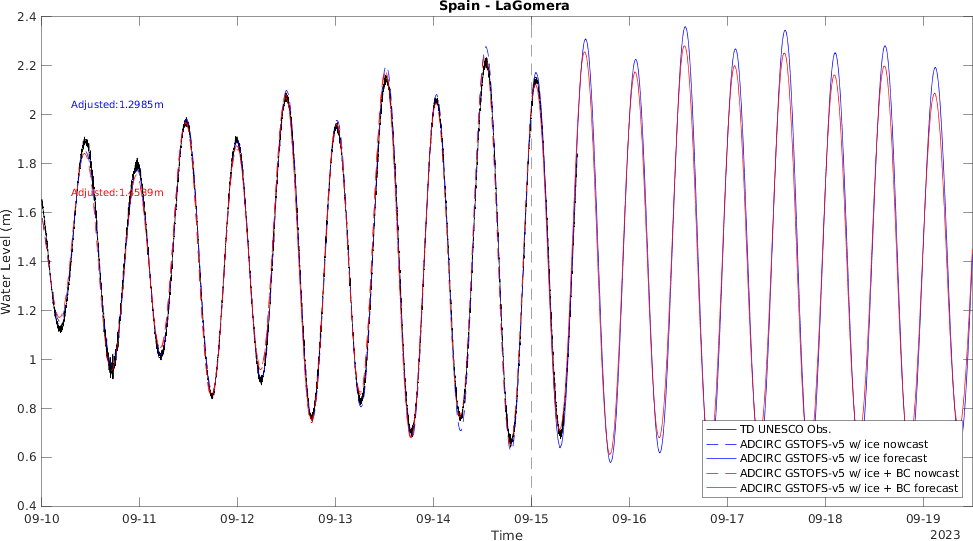 Spain - LaGomera
2.4
2.2
2
1.8
1.6
1.4
1.2
1
0.8
0.6
0.4
Water Level (m)
Adjusted:1.2985m
TD UNESCO Obs.
ADCIRC GSTOFS-v5 w/ ice nowcast
ADCIRC GSTOFS-v5 w/ ice forecast
ADCIRC GSTOFS-v5 w/ ice + BC nowcast
ADCIRC GSTOFS-v5 w/ ice + BC forecast
09-10 09-11 09-12 09-13 09-14 09-15 09-16 09-17 09-18 09-19
Time
2023